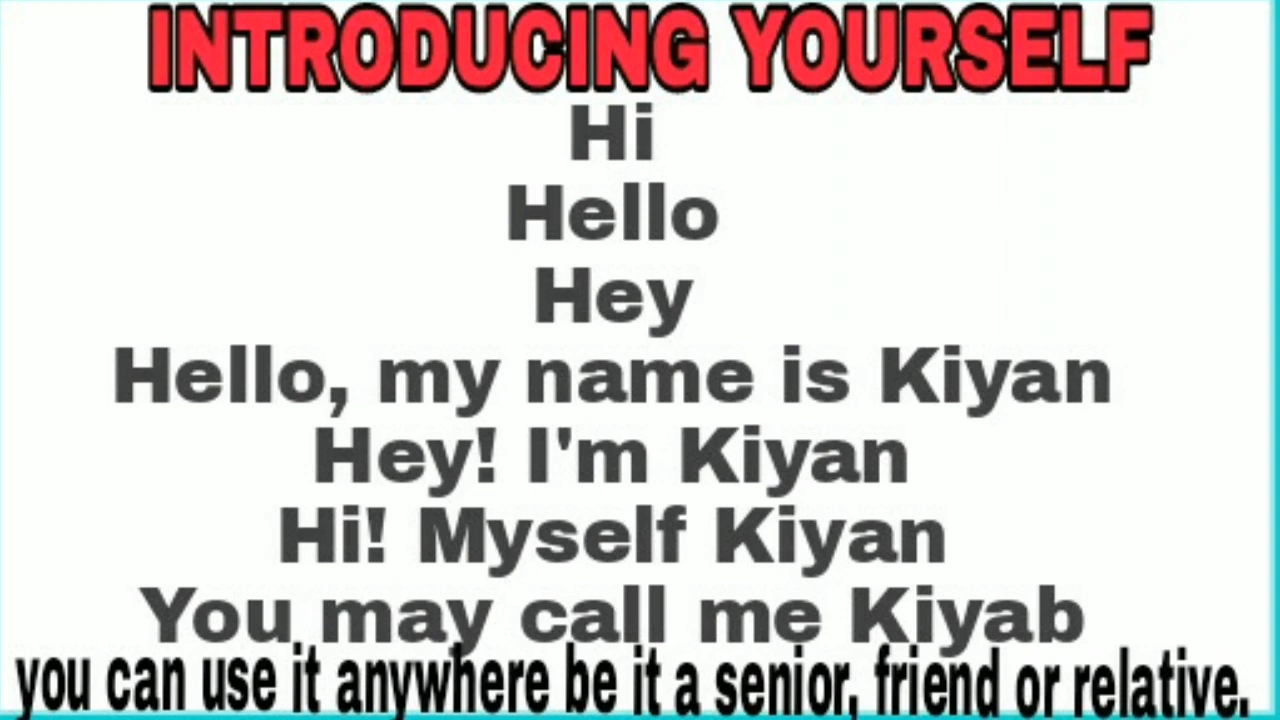 INTRODUCING YOURSELF
Hi
Hello
Hey
Hello, my name is Kiyan
Hey! I'm Kiyan
Hi! Myself Kiyan
You may call me Kiyab
you can use it anywhere be it a senior, friend or relative.